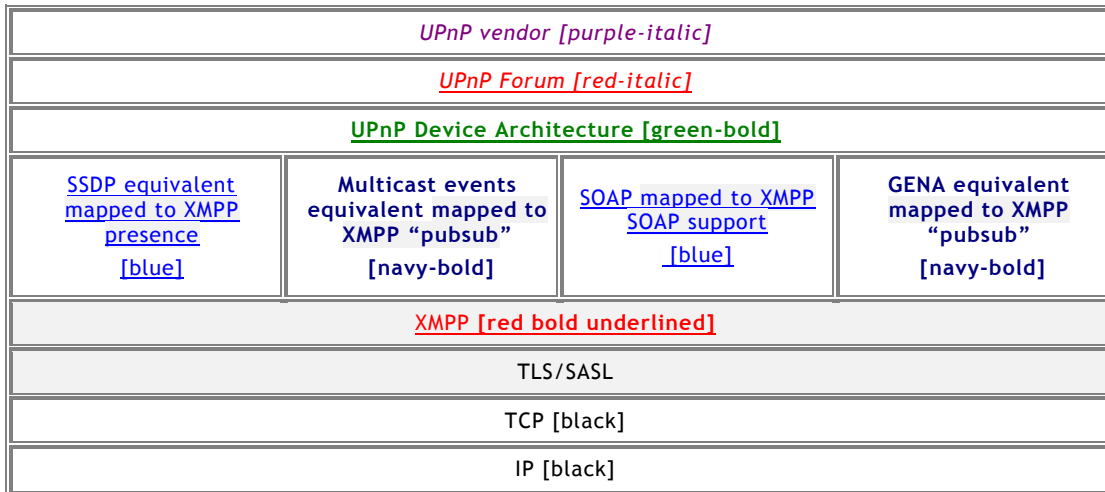 UPnP vendor [purple-italic]
UPnP Forum [red-italic]
UPnP Device Architecture [green-bold]
SSDP equivalent
mapped to XMPP
presence
[blue]
Multicast events
equivalent mapped to
XMPP “pubsub”
[navy-bold]
SOAP mapped to XMPP
SOAP support
[blue]
GENA equivalent
mapped to XMPP
“pubsub”
[navy-bold]
XMPP [red bold underlined]
TLS/SASL
TCP [black]
IP [black]